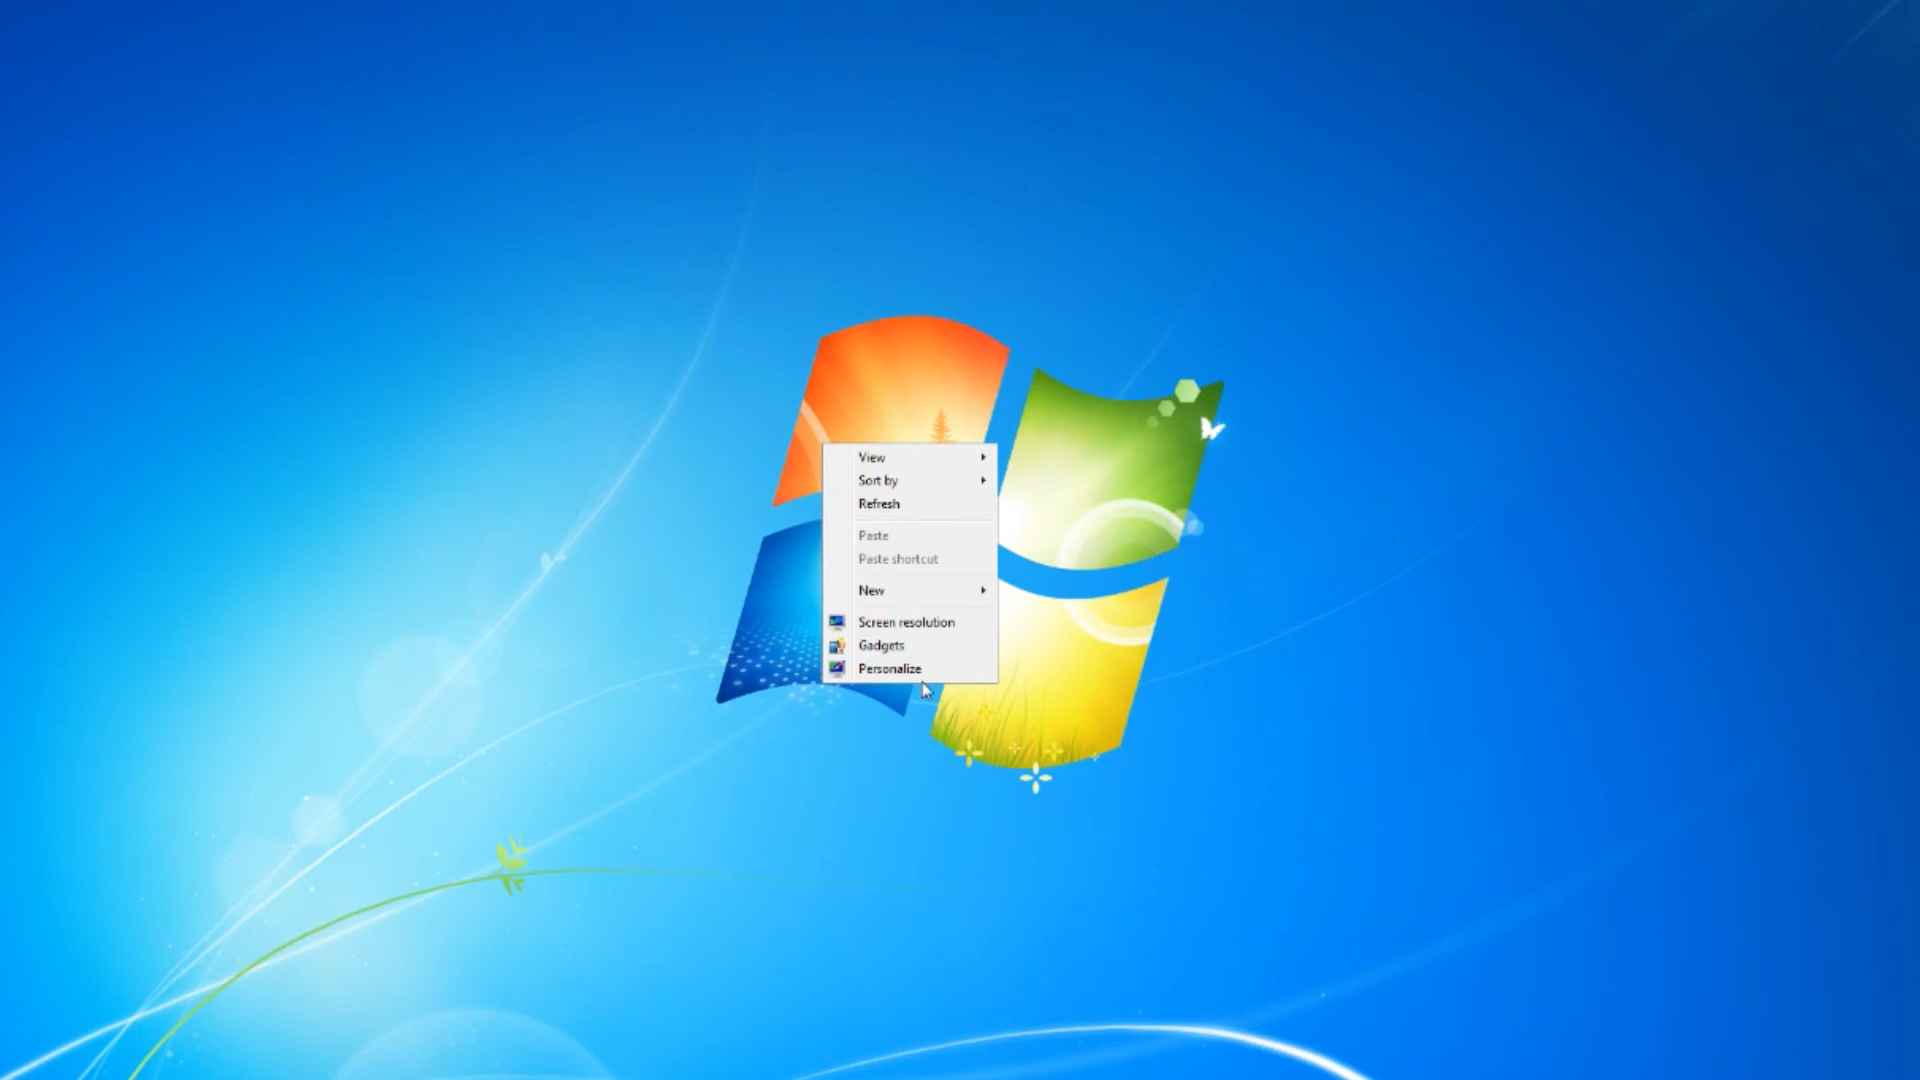 View
Sort by
Refresh
Paste
Paste shortcut
New
Screen resolution
Gadgets
Personalize